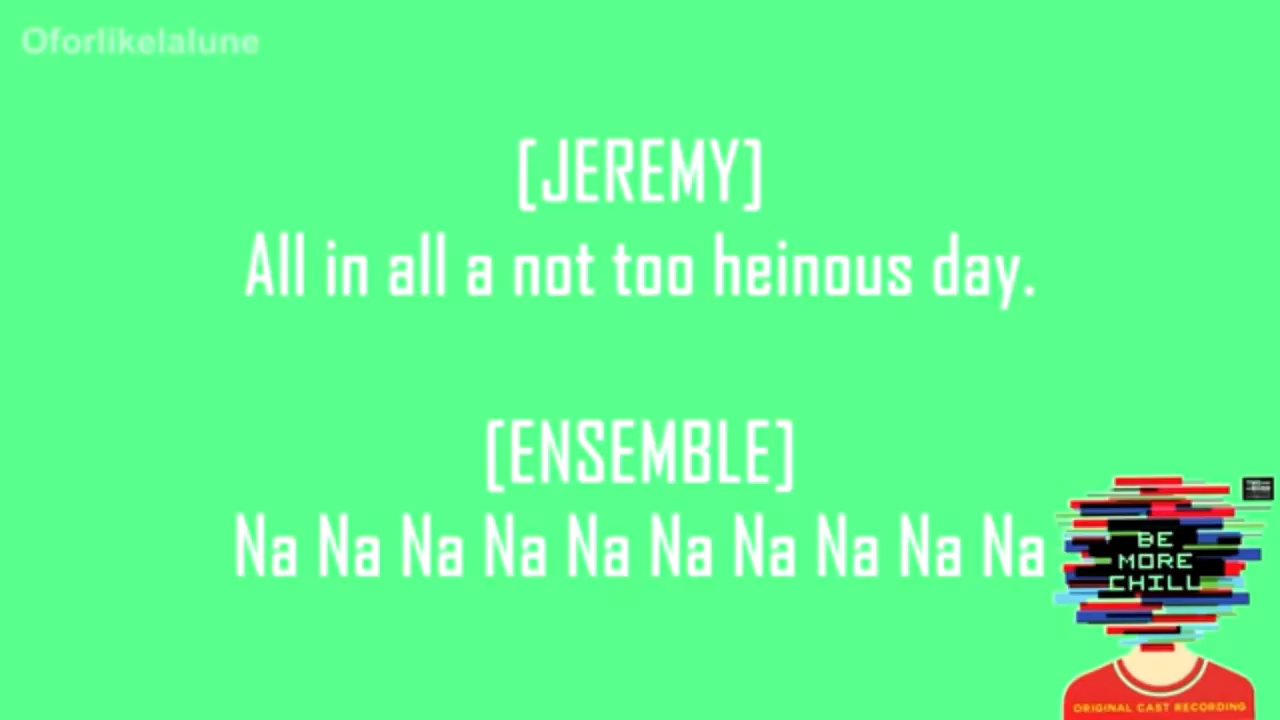 Oforlikelalune
[JEREMY]
All in all a not too heinous day.
[ENSEMBLE]
Na Na Na Na Na Na Na Na Na Na
BE
MORE
CHILL
ORIGINAL CAST RECORDING